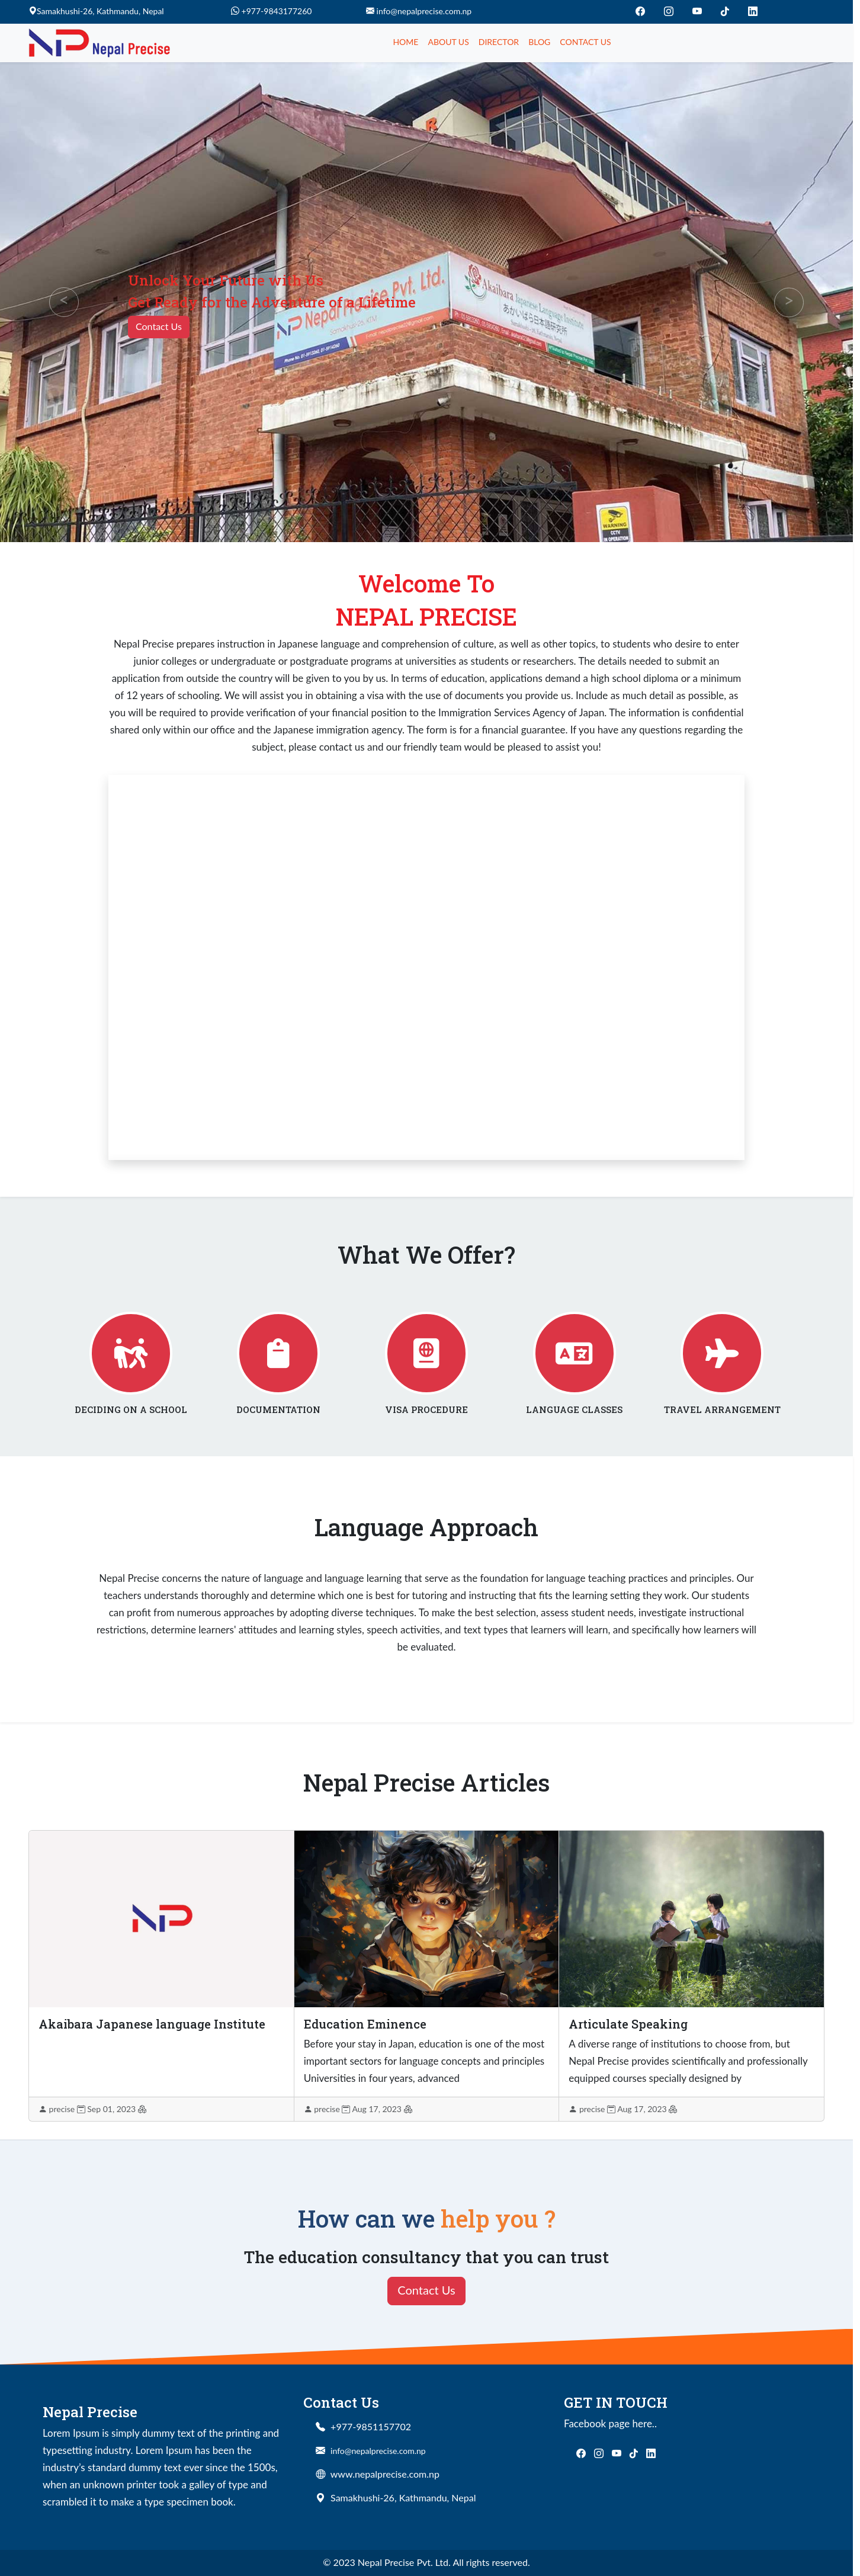 Samakhushi-26, Kathmandu, Nepal
+977-9843177260
info@nepalprecise.com.np
NP Nepal Precise
HOME ABOUT US DIRECTOR BLOG CONTACT US
Unlock Your Future with Us
Get Ready for the Adventure of a Lifetime
Contact Us
<
>
Nepal Precise Pvt. Ltd.
Akaibara Japanese Language Institute
あかいばら日本語研究所
WARNING
CCTV
IN OPERATION
Welcome To
NEPAL PRECISE
Nepal Precise prepares instruction in Japanese language and comprehension of culture, as well as other topics, to students who desire to enter
junior colleges or undergraduate or postgraduate programs at universities as students or researchers. The details needed to submit an
application from outside the country will be given to you by us. In terms of education, applications demand a high school diploma or a minimum
of 12 years of schooling. We will assist you in obtaining a visa with the use of documents you provide us. Include as much detail as possible, as
you will be required to provide verification of your financial position to the Immigration Services Agency of Japan. The information is confidential
shared only within our office and the Japanese immigration agency. The form is for a financial guarantee. If you have any questions regarding the
subject, please contact us and our friendly team would be pleased to assist you!
What We Offer?
DECIDING ON A SCHOOL
DOCUMENTATION
VISA PROCEDURE
LANGUAGE CLASSES
TRAVEL ARRANGEMENT
Language Approach
Nepal Precise concerns the nature of language and language learning that serve as the foundation for language teaching practices and principles. Our
teachers understands thoroughly and determine which one is best for tutoring and instructing that fits the learning setting they work. Our students
can profit from numerous approaches by adopting diverse techniques. To make the best selection, assess student needs, investigate instructional
restrictions, determine learners' attitudes and learning styles, speech activities, and text types that learners will learn, and specifically how learners will
be evaluated.
Nepal Precise Articles
NP
Akaibara Japanese language Institute
precise Sep 01, 2023
Education Eminence
Before your stay in Japan, education is one of the most
important sectors for language concepts and principles
Universities in four years, advanced
precise Aug 17, 2023
Articulate Speaking
A diverse range of institutions to choose from, but
Nepal Precise provides scientifically and professionally
equipped courses specially designed by
precise Aug 17, 2023
How can we help you ?
The education consultancy that you can trust
Contact Us
Nepal Precise
Lorem Ipsum is simply dummy text of the printing and
typesetting industry. Lorem Ipsum has been the
industry's standard dummy text ever since the 1500s,
when an unknown printer took a galley of type and
scrambled it to make a type specimen book.
Contact Us
+977-9851157702
info@nepalprecise.com.np
www.nepalprecise.com.np
Samakhushi-26, Kathmandu, Nepal
GET IN TOUCH
Facebook page here..
© 2023 Nepal Precise Pvt. Ltd. All rights reserved.